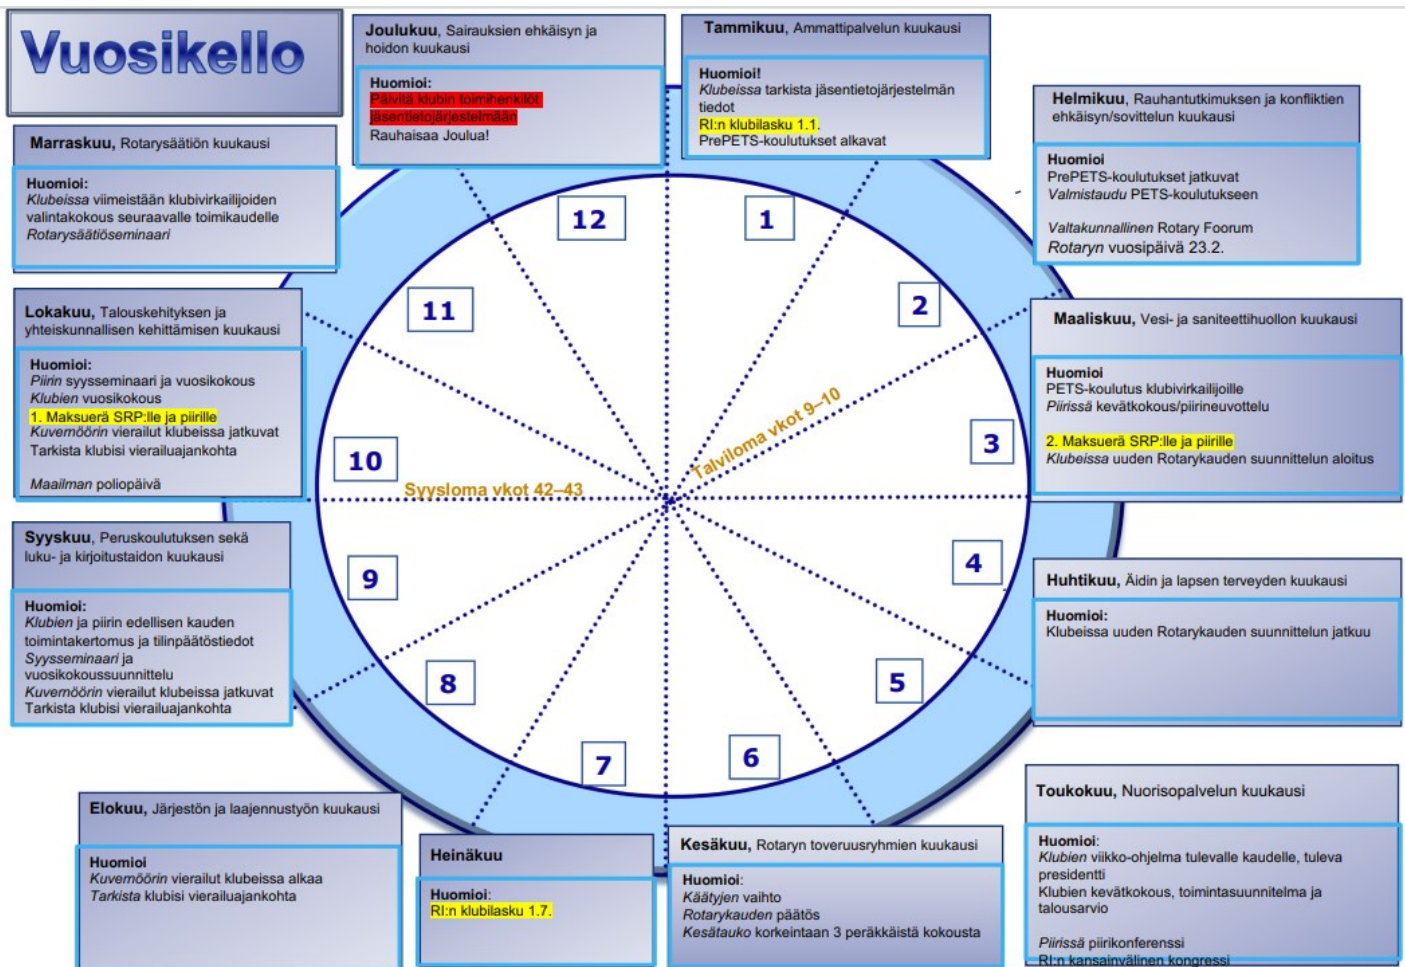 Vuosikello
Joulukuu, Sairauksien ehkäisyn ja
hoidon kuukausi
Huomioi:
Päivitä klubin toimihenkilöt
jäsentietojärjestelmään
Rauhaisaa Joulua!
Tammikuu, Ammattipalvelun kuukausi
Huomioi!
Klubeissa tarkista jäsentietojärjestelmän
tiedot
RI:n klubilasku 1.1.
PrePETS-koulutukset alkavat
Helmikuu, Rauhantutkimuksen ja konfliktien
ehkäisyn/sovittelun kuukausi
Huomioi
PrePETS-koulutukset jatkuvat
Valmistaudu PETS-koulutukseen
Valtakunnallinen Rotary Foorum
Rotaryn vuosipäivä 23.2.
Marraskuu, Rotarysäätiön kuukausi
Huomioi:
Klubeissa viimeistään klubivirkailijoiden
valintakokous seuraavalle toimikaudelle
Rotarysäätiöseminaari
Lokakuu, Talouskehityksen ja
yhteiskunnallisen kehittämisen kuukausi
Huomioi:
Piirin syysseminaari ja vuosikokous
Klubien vuosikokous
1. Maksuerä SRP:lle ja piirille
Kuvernöörin vierailut klubeissa jatkuvat
Tarkista klubisi vierailuajankohta
Maailman poliopäivä
Maaliskuu, Vesi- ja saniteettihuollon kuukausi
Huomioi
PETS-koulutus klubivirkailijoille
Piirissä kevätkokous/piirineuvottelu
2. Maksuerä SRP:lle ja piirille
Klubeissa uuden Rotarykauden suunnittelun aloitus
12
1
11
2
10
3
9
4
8
5
7
6
Talviloma vkot 9–10
Syysloma vkot 42–43
Syyskuu, Peruskoulutuksen sekä
luku- ja kirjoitustaidon kuukausi
Huomioi:
Klubien ja piirin edellisen kauden
toimintakertomus ja tilinpäätöstiedot
Syysseminaari ja
vuosikokoussuunnittelu
Kuvernöörin vierailut klubeissa jatkuvat
Tarkista klubisi vierailuajankohta
Huhtikuu, Äidin ja lapsen terveyden kuukausi
Huomioi:
Klubeissa uuden Rotarykauden suunnittelun jatkuu
Elokuu, Järjestön ja laajennustyön kuukausi
Huomioi
Kuvernöörin vierailut klubeissa alkaa
Tarkista klubisi vierailuajankohta
Heinäkuu
Huomioi:
RI:n klubilasku 1.7.
Kesäkuu, Rotaryn toveruusryhmien kuukausi
Huomioi:
Käätyjen vaihto
Rotarykauden päätös
Kesätauko korkeintaan 3 peräkkäistä kokousta
Toukokuu, Nuorisopalvelun kuukausi
Huomioi:
Klubien viikko-ohjelma tulevalle kaudelle, tuleva
presidentti
Klubien kevätkokous, toimintasuunnitelma ja
talousarvio
Piirissä piirikonferenssi
RI:n kansainvälinen kongressi